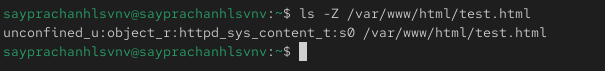 sayprachanhlsvnv@sayprachanhlsvnv:~$ ls -Z /var/www/html/test.html
unconfined_u:object_r:httpd_sys_content_t:s0 /var/www/html/test.html
sayprachanhlsvnv@sayprachanhlsvnv:~$